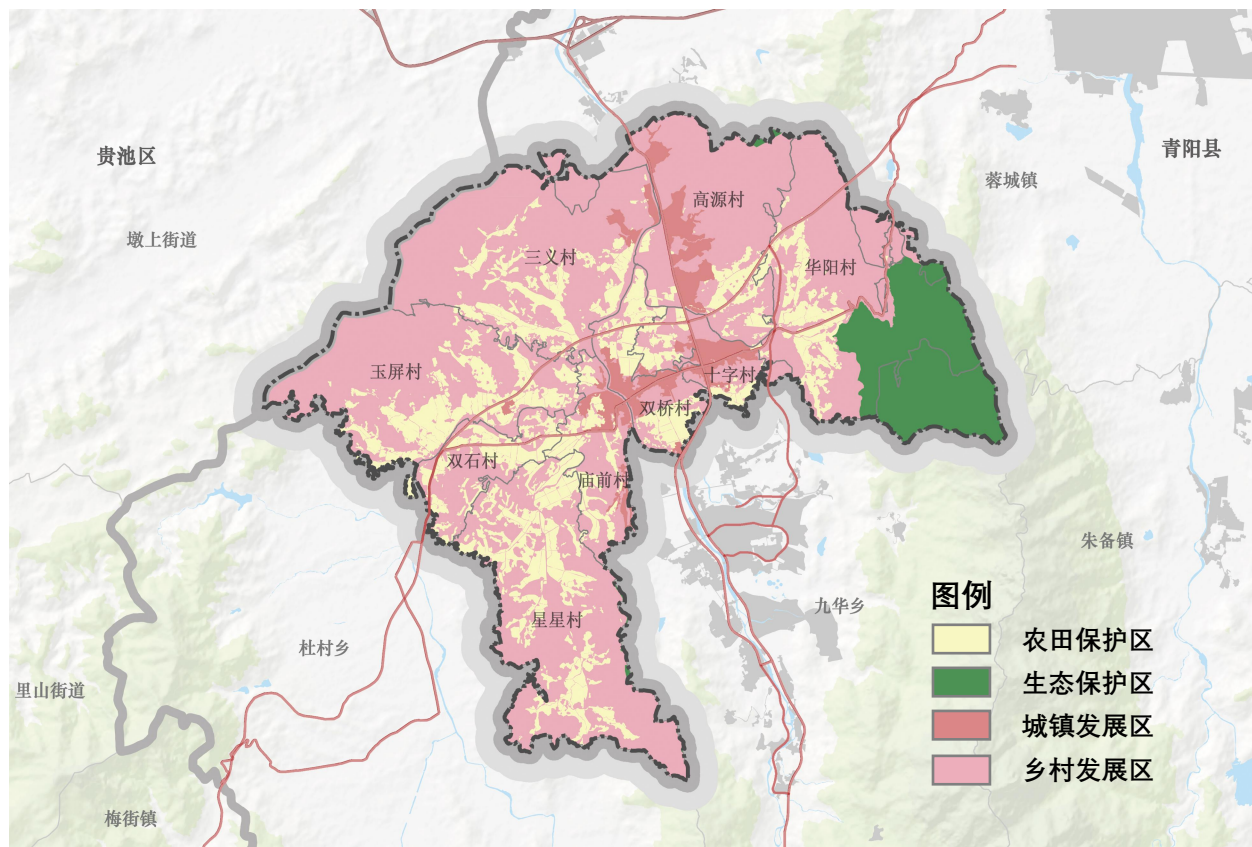 贵池区
青阳县
蓉城镇
高源村
墩上街道
三义村
华阳村
玉屏村
十字村
双桥村
双石村
庙前村
朱备镇
图例
九华乡
星星村
农田保护区
杜村乡
生态保护区
里山街道
城镇发展区
乡村发展区
梅街镇